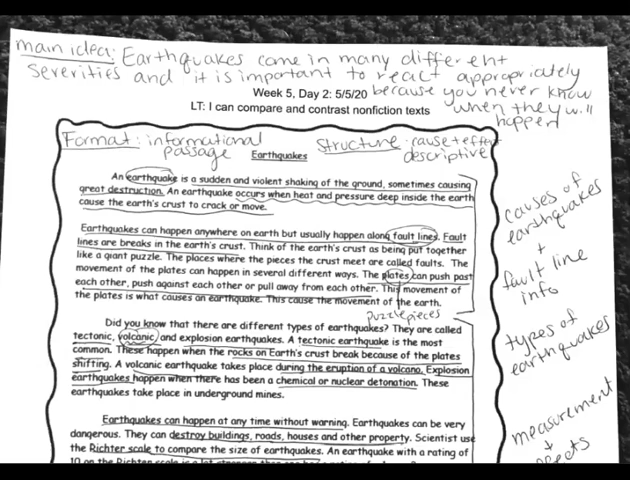 main idea: Earthquakes come in many different
severities and it is important to react appropriately
because you never know
Week 5, Day 2: 5/5/20
when they will
LT: I can compare and contrast nonfiction texts
happen
Format: informational
passage
Structure: cause + effect
descriptive
Earthquakes
An earthquake is a sudden and violent shaking of the ground, sometimes causing
great destruction. An earthquake occurs when heat and pressure deep inside the earth
cause the earth's crust to crack or move.
causes of
earthquakes
+
fault line
info
Earthquakes can happen anywhere on earth but usually happen along fault lines. Fault
lines are breaks in the earth's crust. Think of the earth's crust as being put together
like a giant puzzle. The places where the pieces the crust meet are called faults. The
movement of the plates can happen in several different ways. The plates can push past
each other, push against each other or pull away from each other. This movement of
the plates is what causes an earthquake. This cause the movement of the earth.
puzzle pieces
Did you know that there are different types of earthquakes? They are called
tectonic, volcanic and explosion earthquakes. A tectonic earthquake is the most
common. These happen when the rocks on Earth's crust break because of the plates
shifting. A volcanic earthquake takes place during the eruption of a volcano. Explosion
earthquakes happen when there has been a chemical or nuclear detonation. These
earthquakes take place in underground mines.
types of
earthquakes
Earthquakes can happen at any time without warning. Earthquakes can be very
dangerous. They can destroy buildings, roads, houses and other property. Scientist use
the Richter scale to compare the size of earthquakes. An earthquake with a rating of
10 on the Richter scale is a lot stronger than
measurement
+